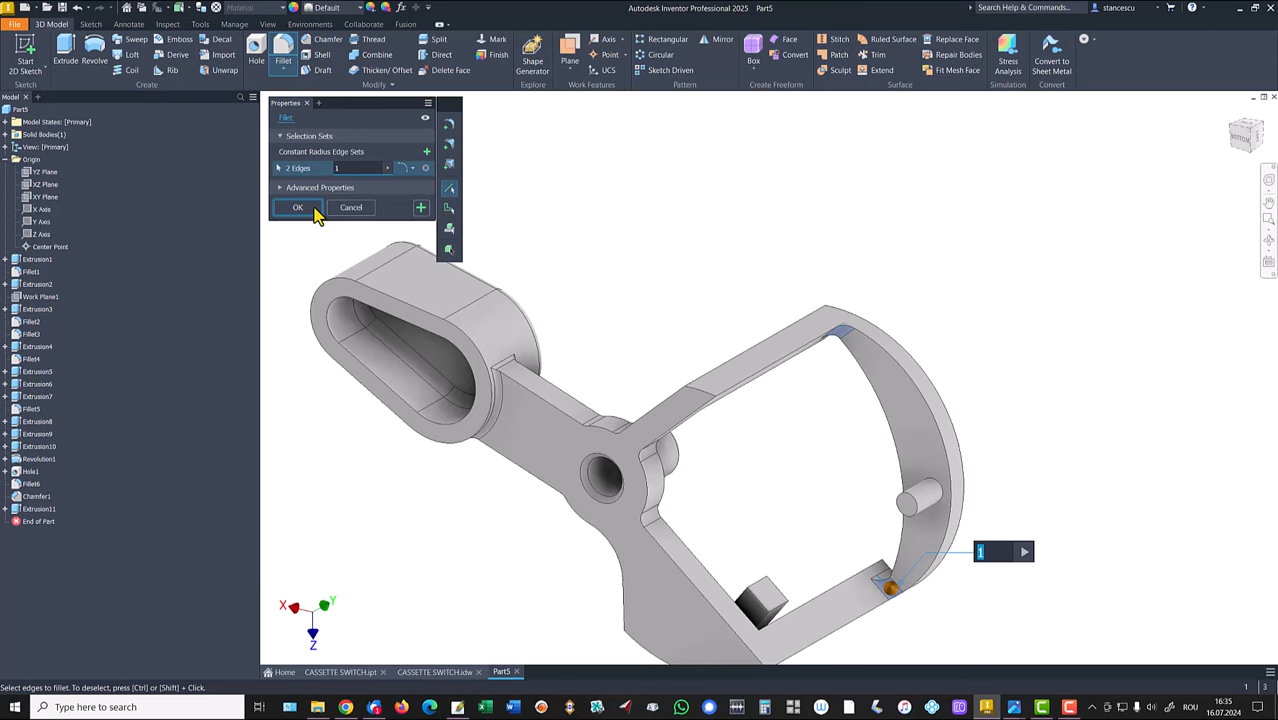 Material
Default
Autodesk Inventor Professional 2023 Part5
Search Help & Commands...
stancescu
File
3D Model
Sketch
Annotate
Inspect
Tools
Manage
View
Environments
Collaborate
Fusion
Start
2D Sketch
Extrude
Revolve
Sweep
Emboss
Decal
Loft
Derive
Import
Coil
Rib
Unwrap
Hole
Fillet
Chamfer
Thread
Split
Mark
Shell
Combine
Direct
Finish
Draft
Thicken/ Offset
Delete Face
Shape
Generator
Plane
Axis
Point
UCS
Rectangular
Mirror
Circular
Sketch Driven
Box
Face
Convert
Stitch
Ruled Surface
Replace Face
Patch
Trim
Repair Bodies
Sculpt
Extend
Fit Mesh Face
Stress
Analysis
Convert to
Sheet Metal
Sketch
Create
Modify
Explore
Work Features
Pattern
Create Freeform
Surface
Simulation
Convert
Model
Part5
Model States: [Primary]
Solid Bodies(1)
View: [Primary]
Origin
YZ Plane
XZ Plane
XY Plane
X Axis
Y Axis
Z Axis
Center Point
Extrusion1
Fillet1
Extrusion2
Work Plane1
Extrusion3
Fillet2
Fillet3
Extrusion4
Fillet4
Extrusion5
Extrusion6
Extrusion7
Fillet5
Extrusion8
Extrusion9
Extrusion10
Revolution1
Hole1
Fillet6
Chamfer1
Extrusion11
End of Part
Properties
Fillet
Selection Sets
Constant Radius Edge Sets
2 Edges
1
Advanced Properties
OK
Cancel
BOTTOM
1
X
Y
Z
Home
CASSETTE SWITCH.ipt
CASSETTE SWITCH.idw
Part5
Select edges to fillet. To deselect, press [Ctrl] or [Shift] + Click.
1
3
Type here to search
ROU
16:35
16.07.2024